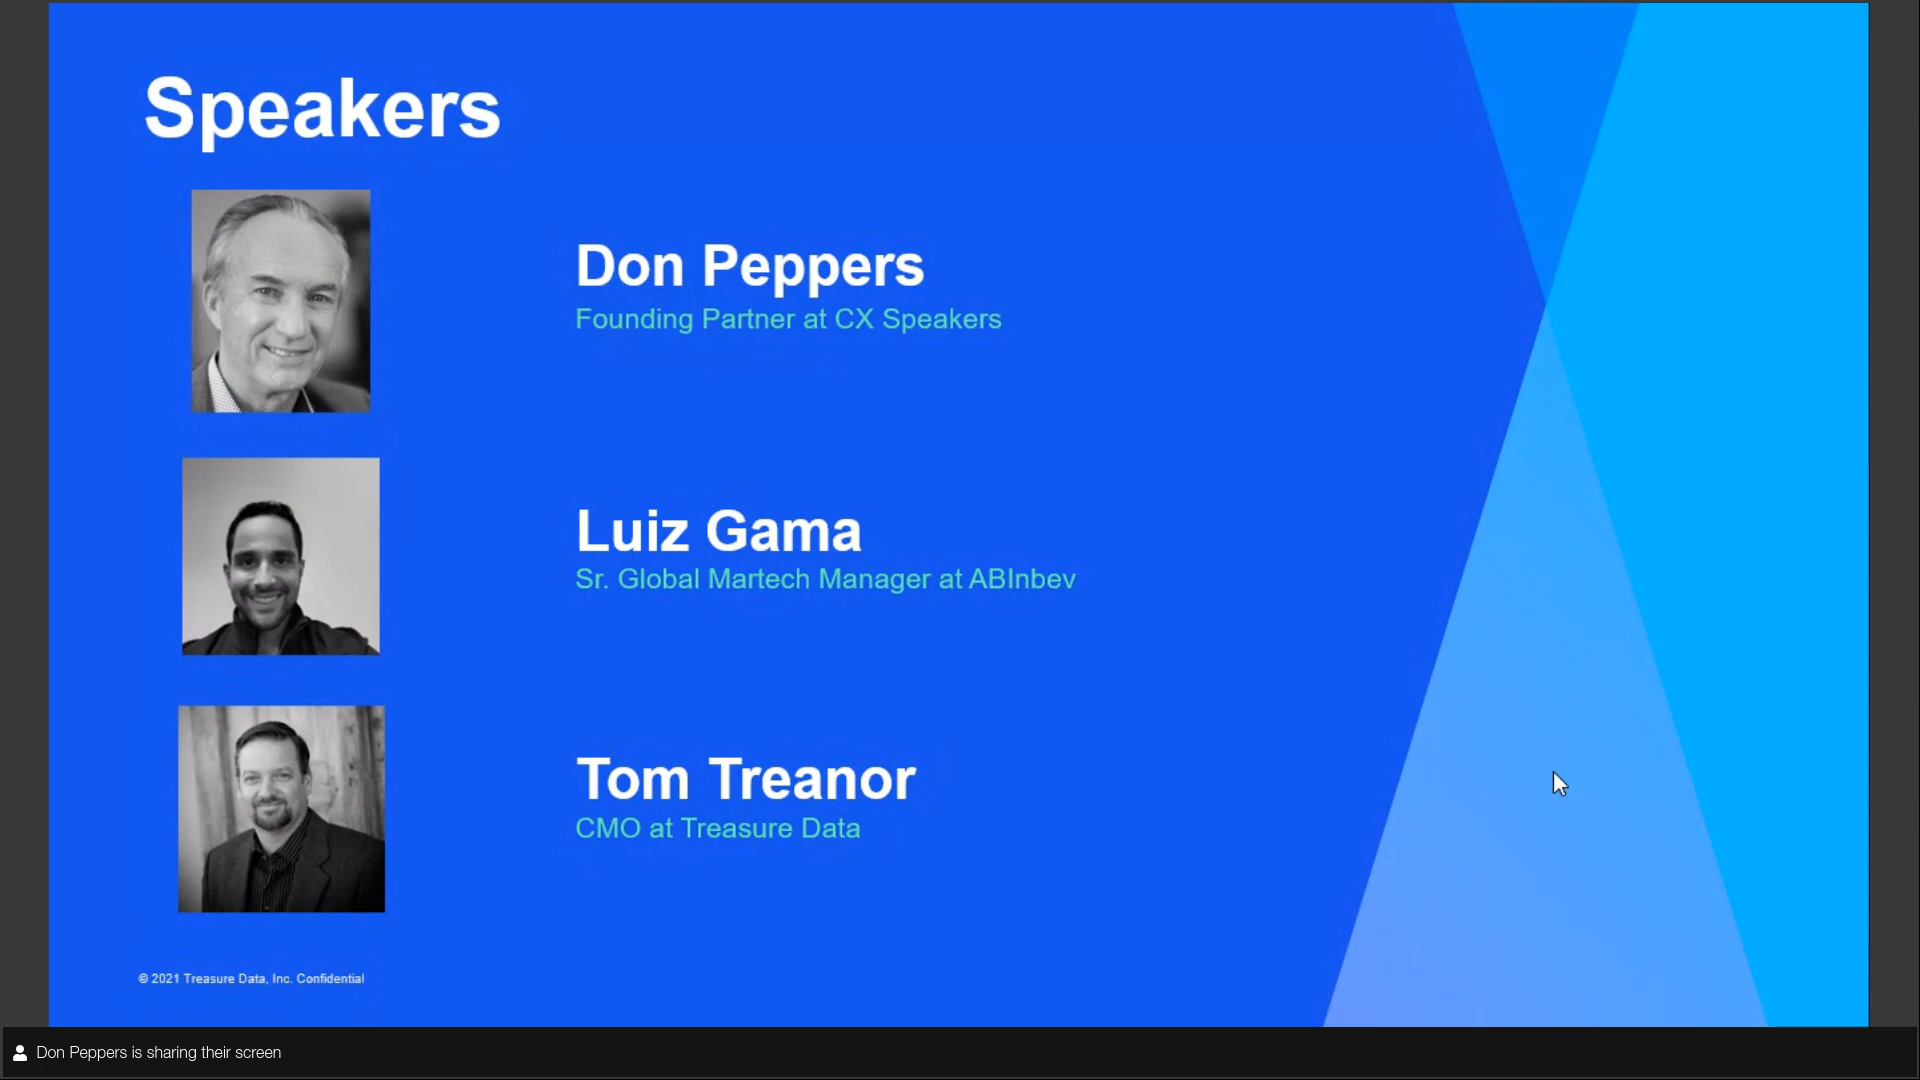 Speakers
Don Peppers
Founding Partner at CX Speakers
Luiz Gama
Sr. Global Martech Manager at ABInbev
Tom Treanor
CMO at Treasure Data
© 2021 Treasure Data, Inc. Confidential
Don Peppers is sharing their screen